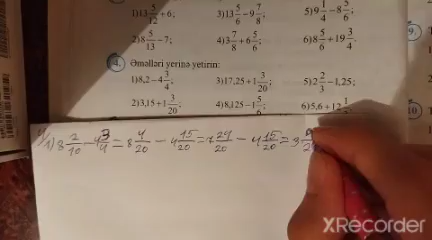 1)13 5/12 + 6; 3)13 5/6 − 9 7/8; 5)9 1/4 − 8 5/6;
2)8 5/13 − 7; 4)3 7/8 + 6 5/6; 6)8 5/6 + 19 3/4.
4. Əməlləri yerinə yetirin:
1)8,2 − 4 3/4; 3)17,25 + 1 3/20; 5)2 2/3 − 1,25;
2)3,15 + 1 3/20; 4)8,125 − 1 5/6; 6)5,6 + 12
1) 8 2/10 − 4 3/4 = 8 4/20 − 4 15/20 = 7 24/20 − 4 15/20 = 3
XRecorder